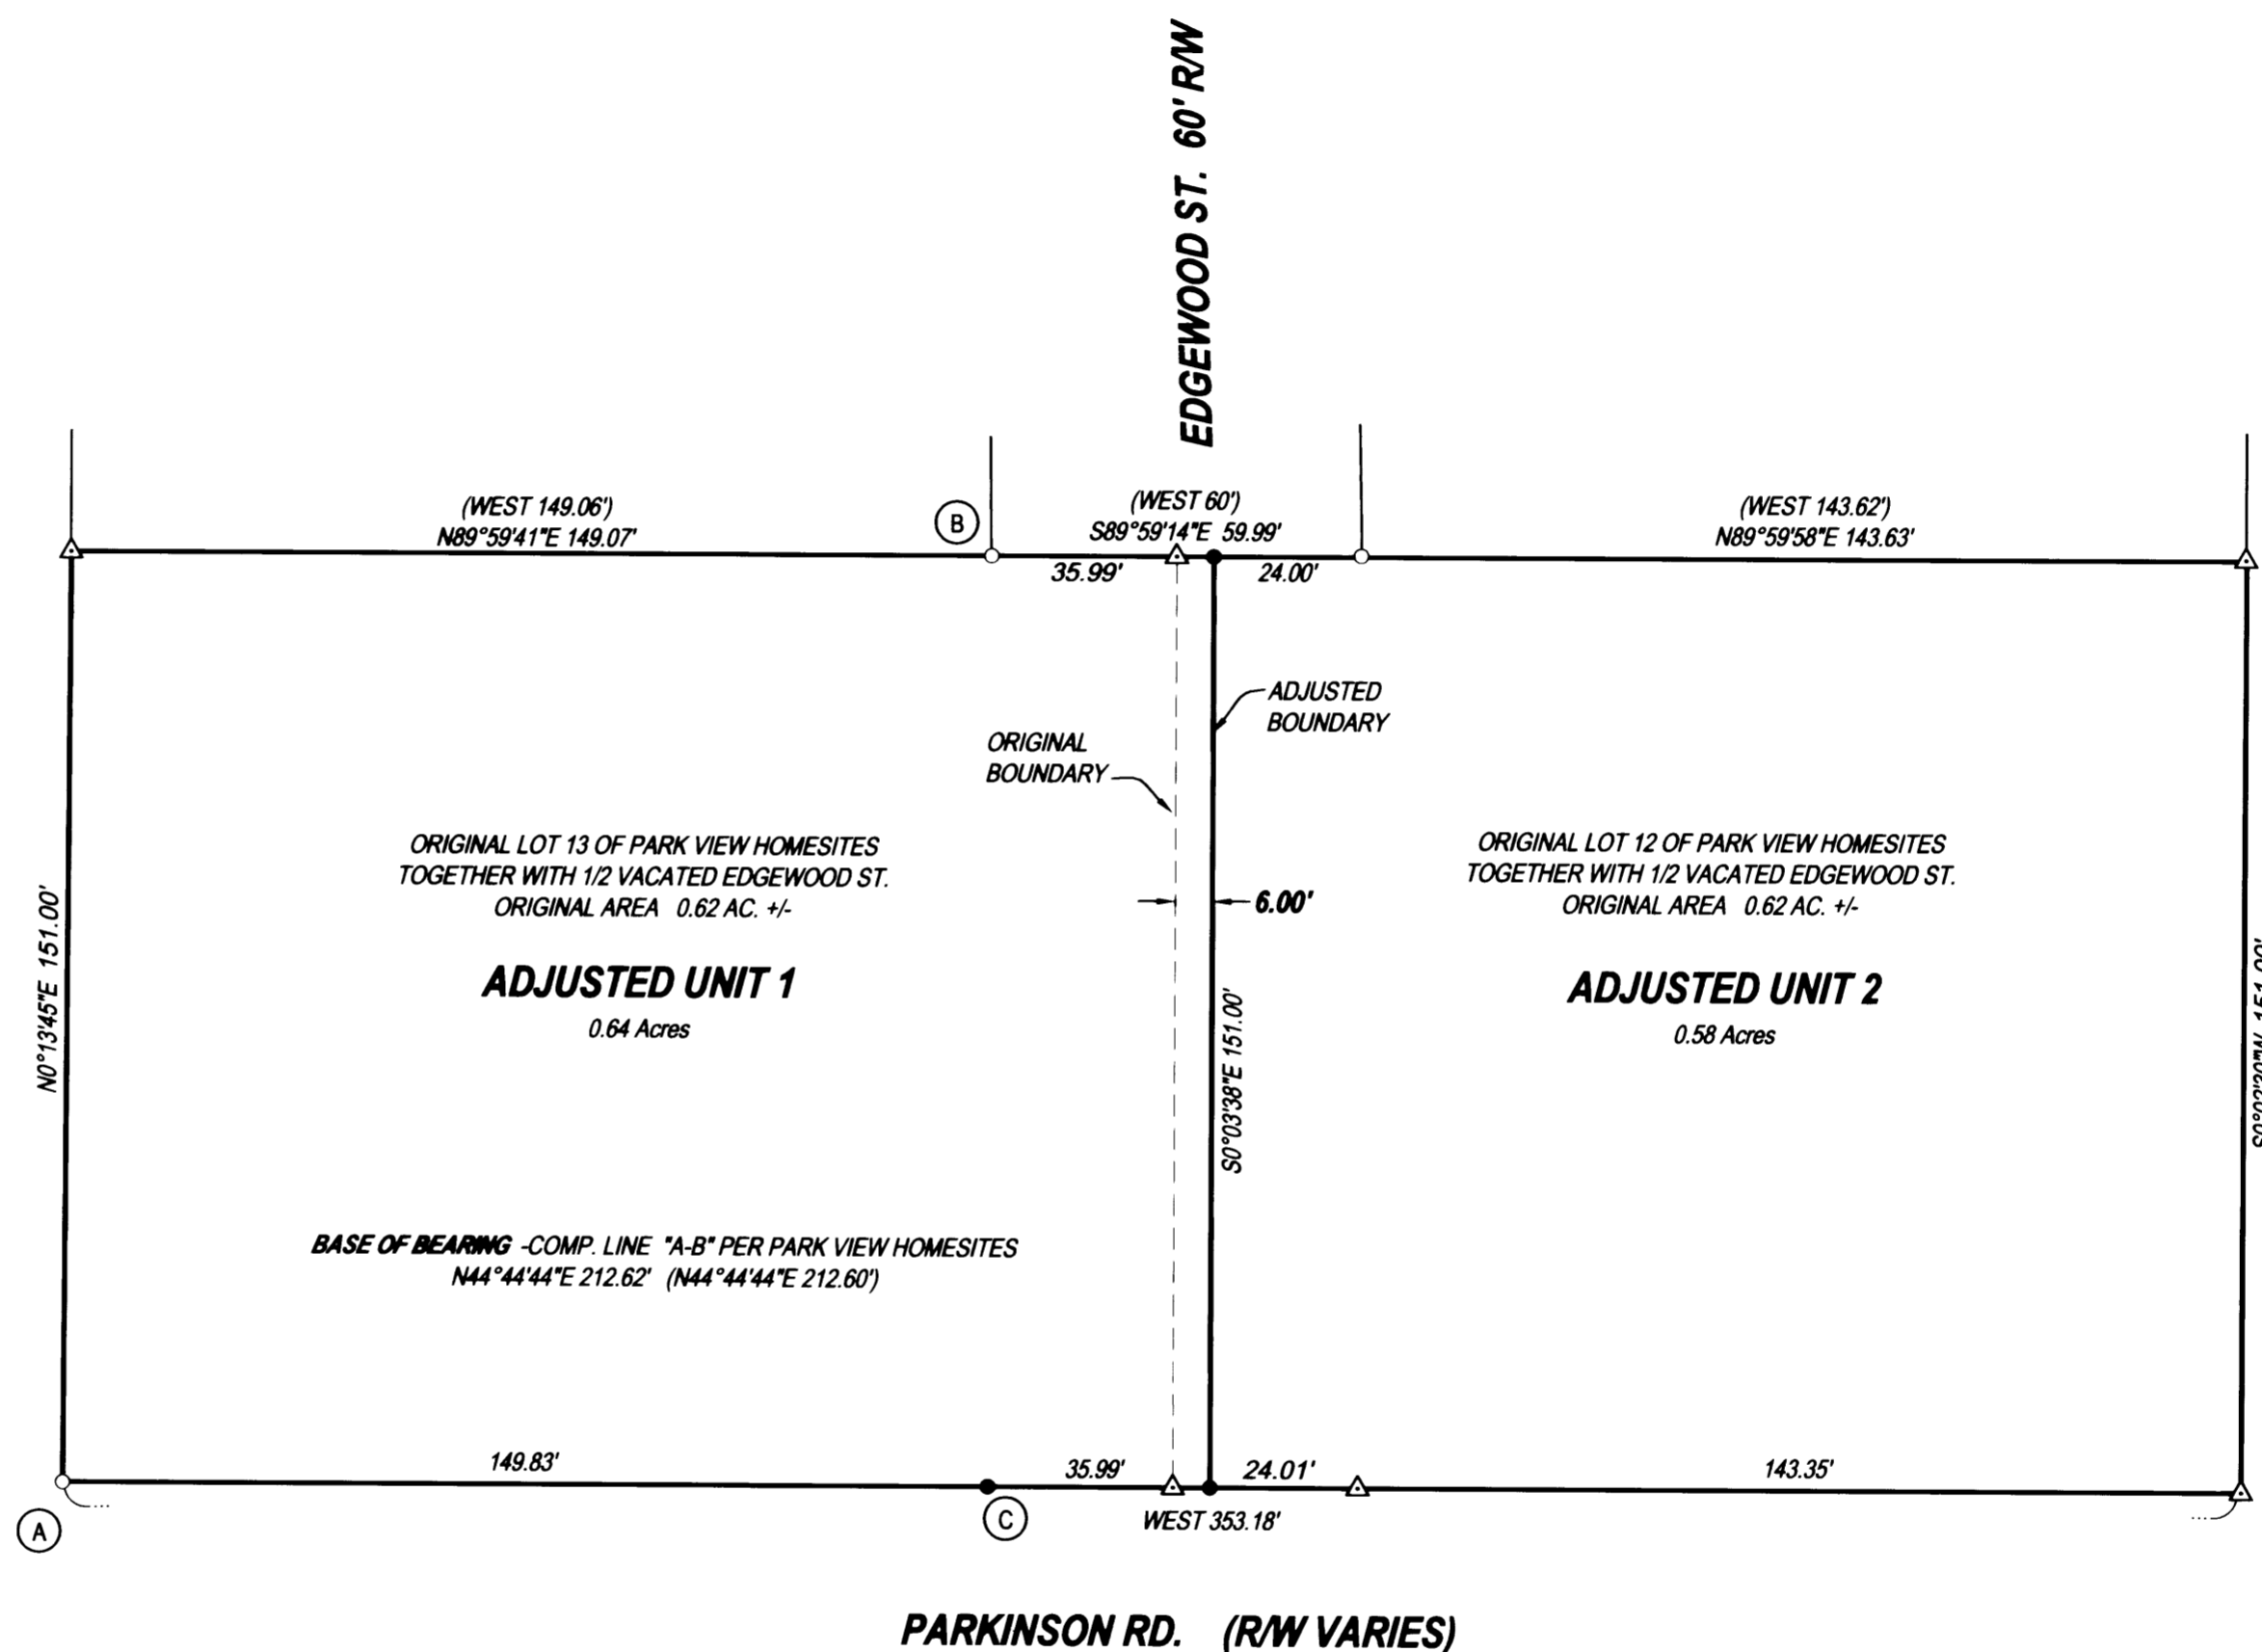 EDGEWOOD ST. 60' R/W
(WEST 149.06')
N89°59'41"E 149.07'
B
(WEST 60')
S89°59'14"E 59.99'
(WEST 143.62')
N89°59'58"E 143.63'
35.99'
24.00'
ADJUSTED
BOUNDARY
ORIGINAL
BOUNDARY
ORIGINAL LOT 13 OF PARK VIEW HOMESITES
TOGETHER WITH 1/2 VACATED EDGEWOOD ST.
ORIGINAL AREA 0.62 AC. +/-
ADJUSTED UNIT 1
0.64 Acres
6.00'
ORIGINAL LOT 12 OF PARK VIEW HOMESITES
TOGETHER WITH 1/2 VACATED EDGEWOOD ST.
ORIGINAL AREA 0.62 AC. +/-
ADJUSTED UNIT 2
0.58 Acres
N0°13'45"E 151.00'
S0°03'38"E 151.00'
151.00'
BASE OF BEARING -COMP. LINE "A-B" PER PARK VIEW HOMESITES
N44°44'44"E 212.62' (N44°44'44"E 212.60')
149.83'
35.99'
24.01'
143.35'
A
C
WEST 353.18'
PARKINSON RD. (R/W VARIES)